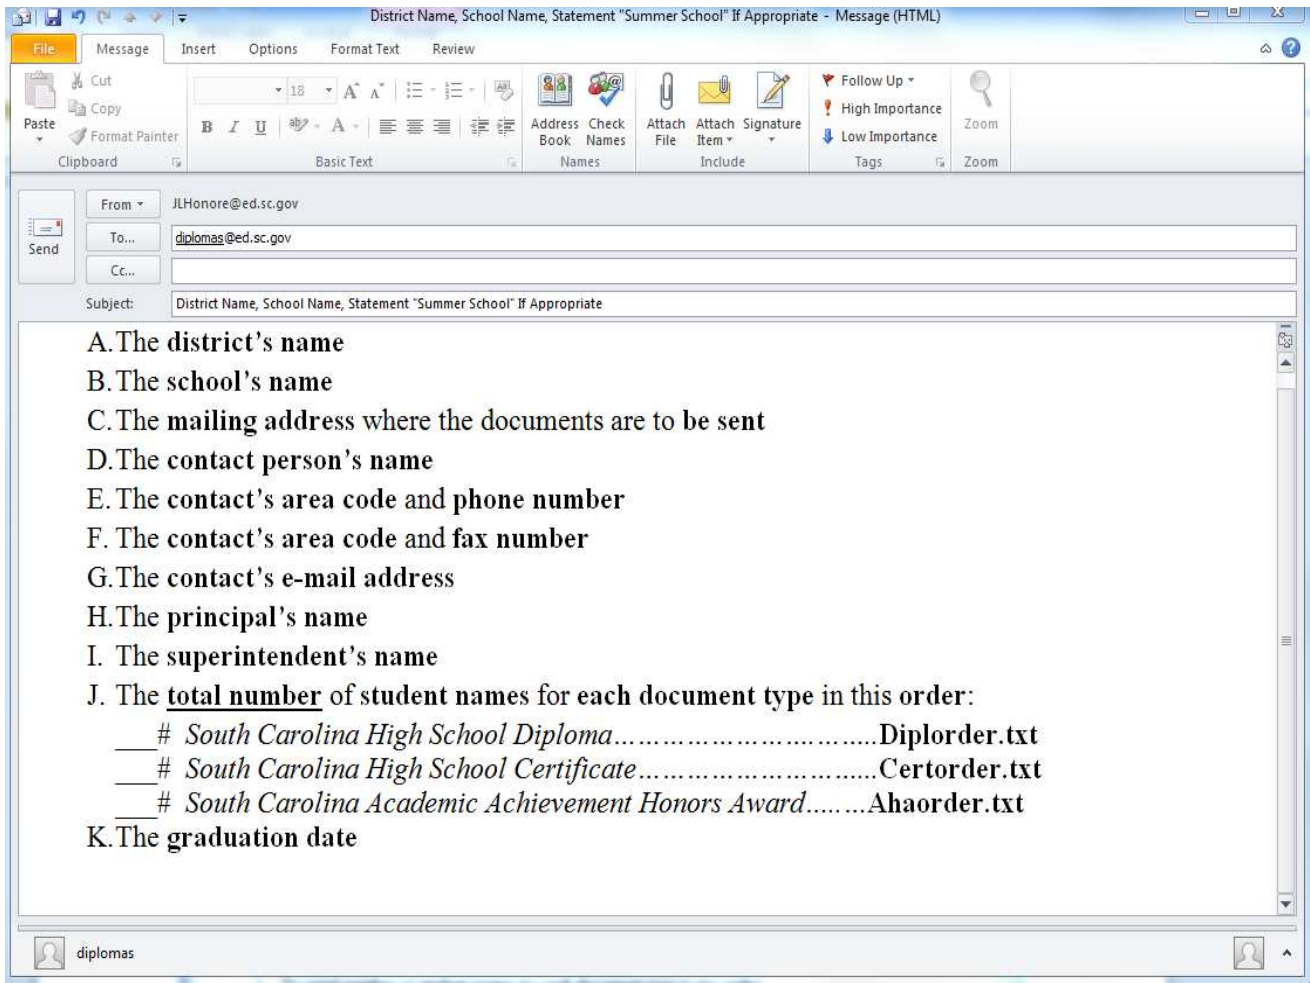 District Name, School Name, Statement "Summer School" If Appropriate - Message (HTML)
File Message Insert Options Format Text Review
Cut
Copy
Format Painter
Paste
18
Address Book
Check Names
Attach File
Attach Item
Signature
Follow Up
High Importance
Low Importance
Zoom
Clipboard Basic Text Names Include Tags Zoom
From JLHonore@ed.sc.gov
Send
To... diplomas@ed.sc.gov
Cc...
Subject: District Name, School Name, Statement "Summer School" If Appropriate
A. The district's name
B. The school's name
C. The mailing address where the documents are to be sent
D. The contact person's name
E. The contact's area code and phone number
F. The contact's area code and fax number
G. The contact's e-mail address
H. The principal's name
I. The superintendent's name
J. The total number of student names for each document type in this order:
___# South Carolina High School Diploma……………………….…….....Diplorder.txt
___# South Carolina High School Certificate………………………......Certorder.txt
___# South Carolina Academic Achievement Honors Award.….…Ahaorder.txt
K. The graduation date
diplomas